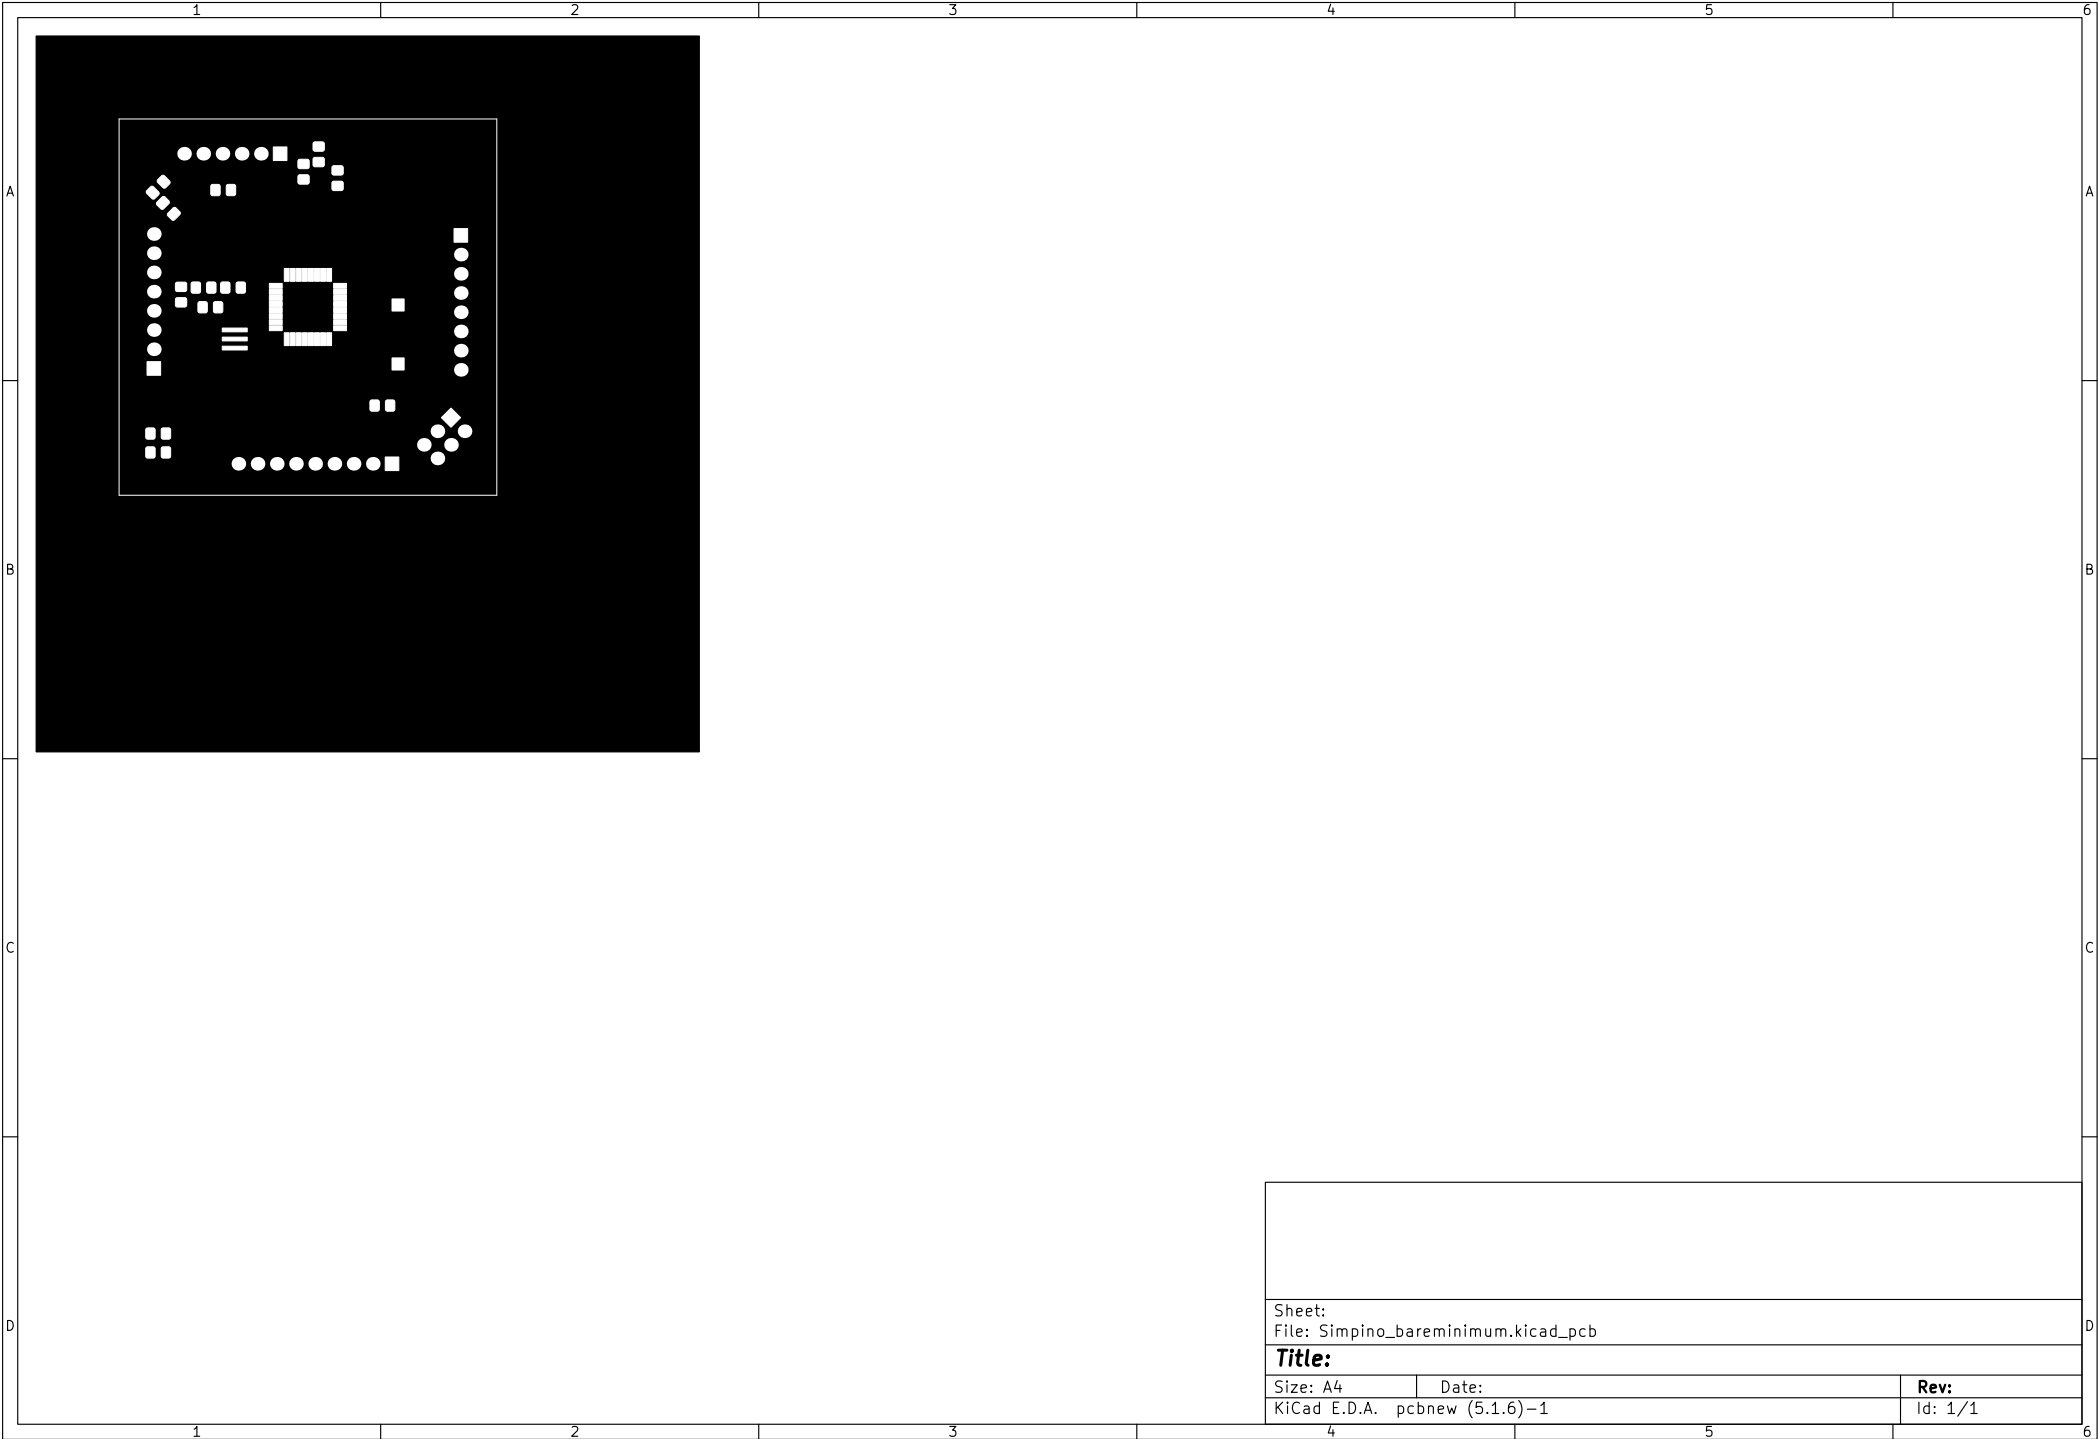 1 2 3 4 5 6
A A
B B
C C
D D
Sheet:
File: Simpino_bareminimum.kicad_pcb
Title:
Size: A4 Date: Rev:
KiCad E.D.A. pcbnew (5.1.6)-1 Id: 1/1
1 2 3 4 5 6